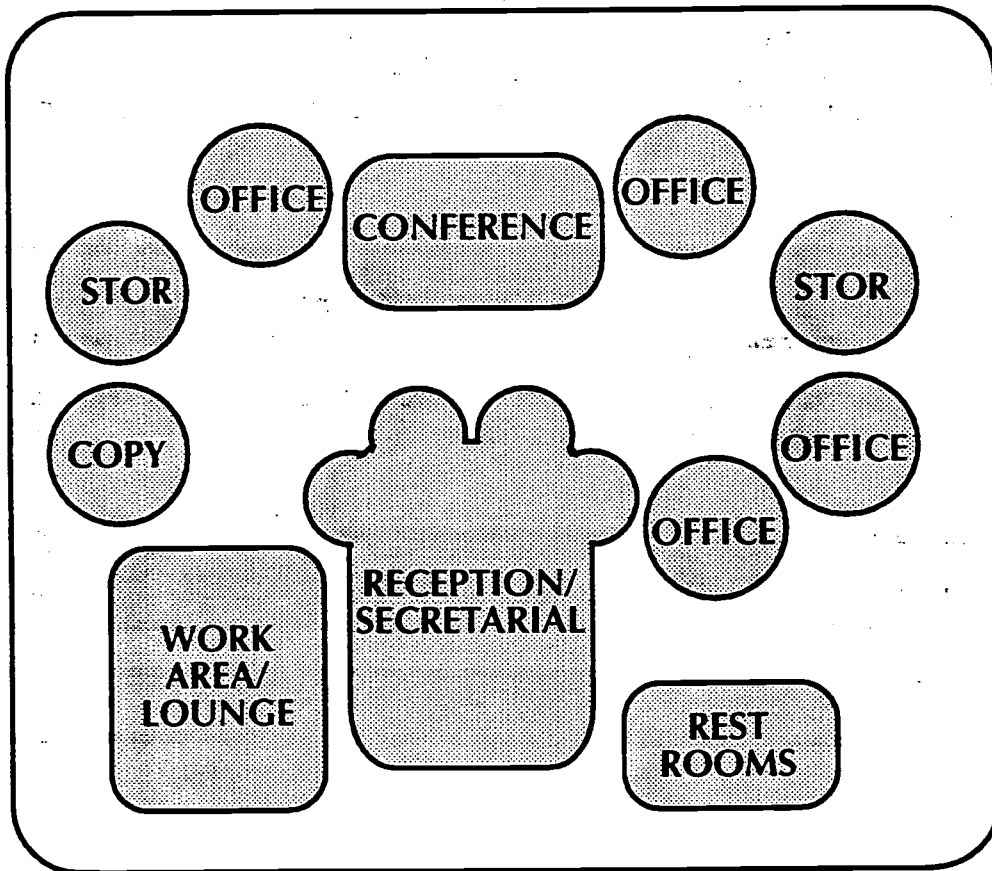 OFFICE
OFFICE
CONFERENCE
STOR
STOR
COPY
OFFICE
OFFICE
RECEPTION/
SECRETARIAL
WORK
AREA/
LOUNGE
REST
ROOMS